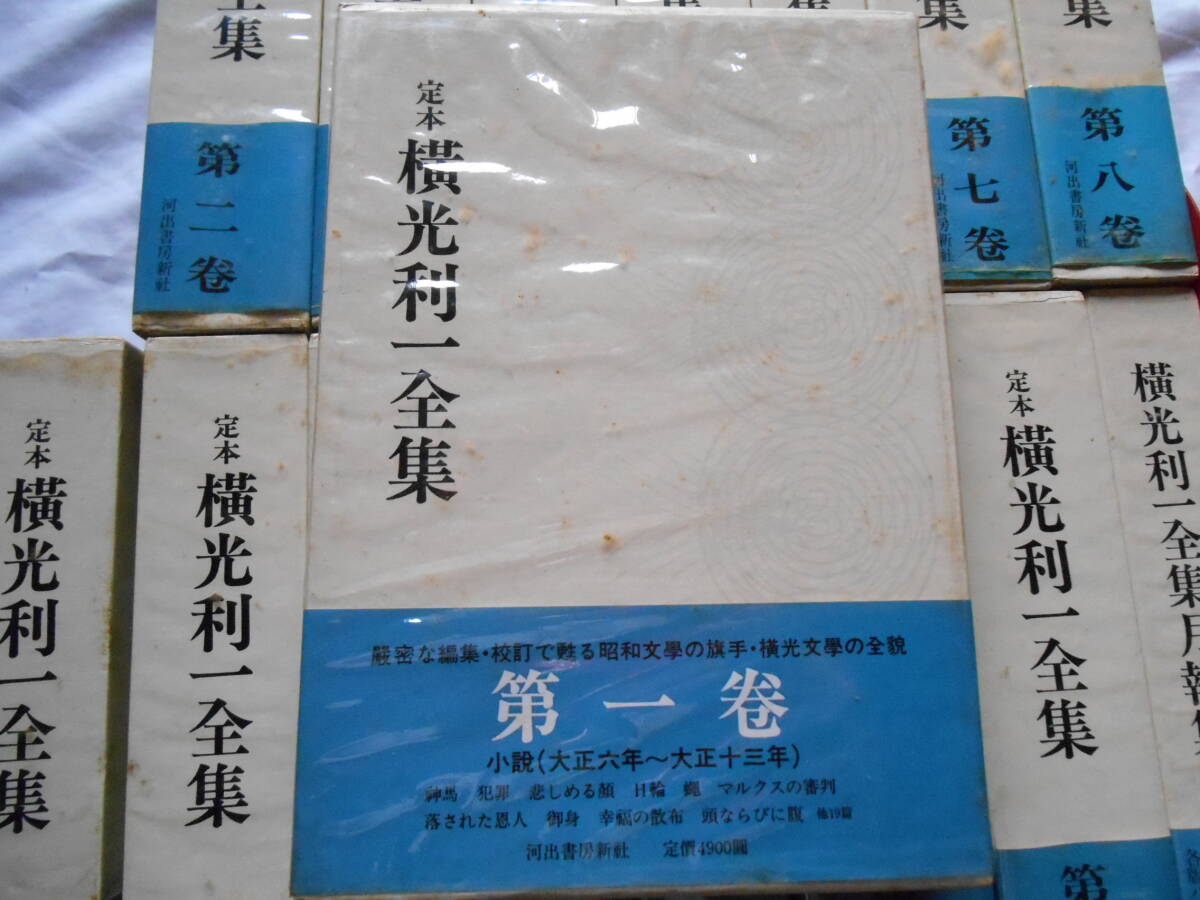 全集
第二巻
河出書房新社
集
集
第七巻
河出書房新社
第八巻
河出書房新社
定本
橫光利一全集
嚴密な編集・校訂で甦る昭和文學の旗手・橫光文學の全貌
第一巻
小說(大正六年〜大正十三年)
神馬 犯罪 悲しめる顏 日輪 蠅 マルクスの審判
落された恩人 御身 幸福の散布 頭ならびに腹 他19篇
河出書房新社 定價4900圓
定本
橫光利一全集
定本
橫光利一全集
定本
橫光利一全集
第
橫光利一全集月報集